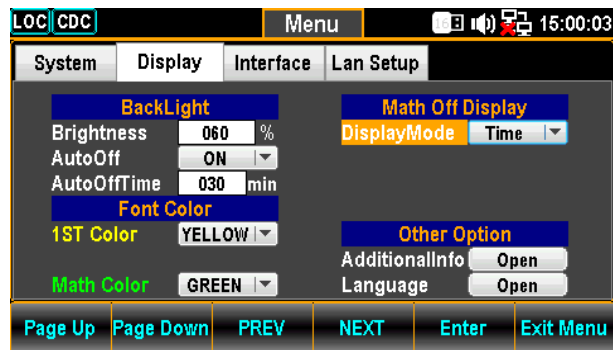 LOC CDC Menu 16B 15:00:03
System Display Interface Lan Setup
BackLight
Brightness 060 %
AutoOff ON
AutoOffTime 030 min
Font Color
1ST Color YELLOW
Math Color GREEN
Math Off Display
DisplayMode Time
Other Option
AdditionalInfo Open
Language Open
Page Up Page Down PREV NEXT Enter Exit Menu